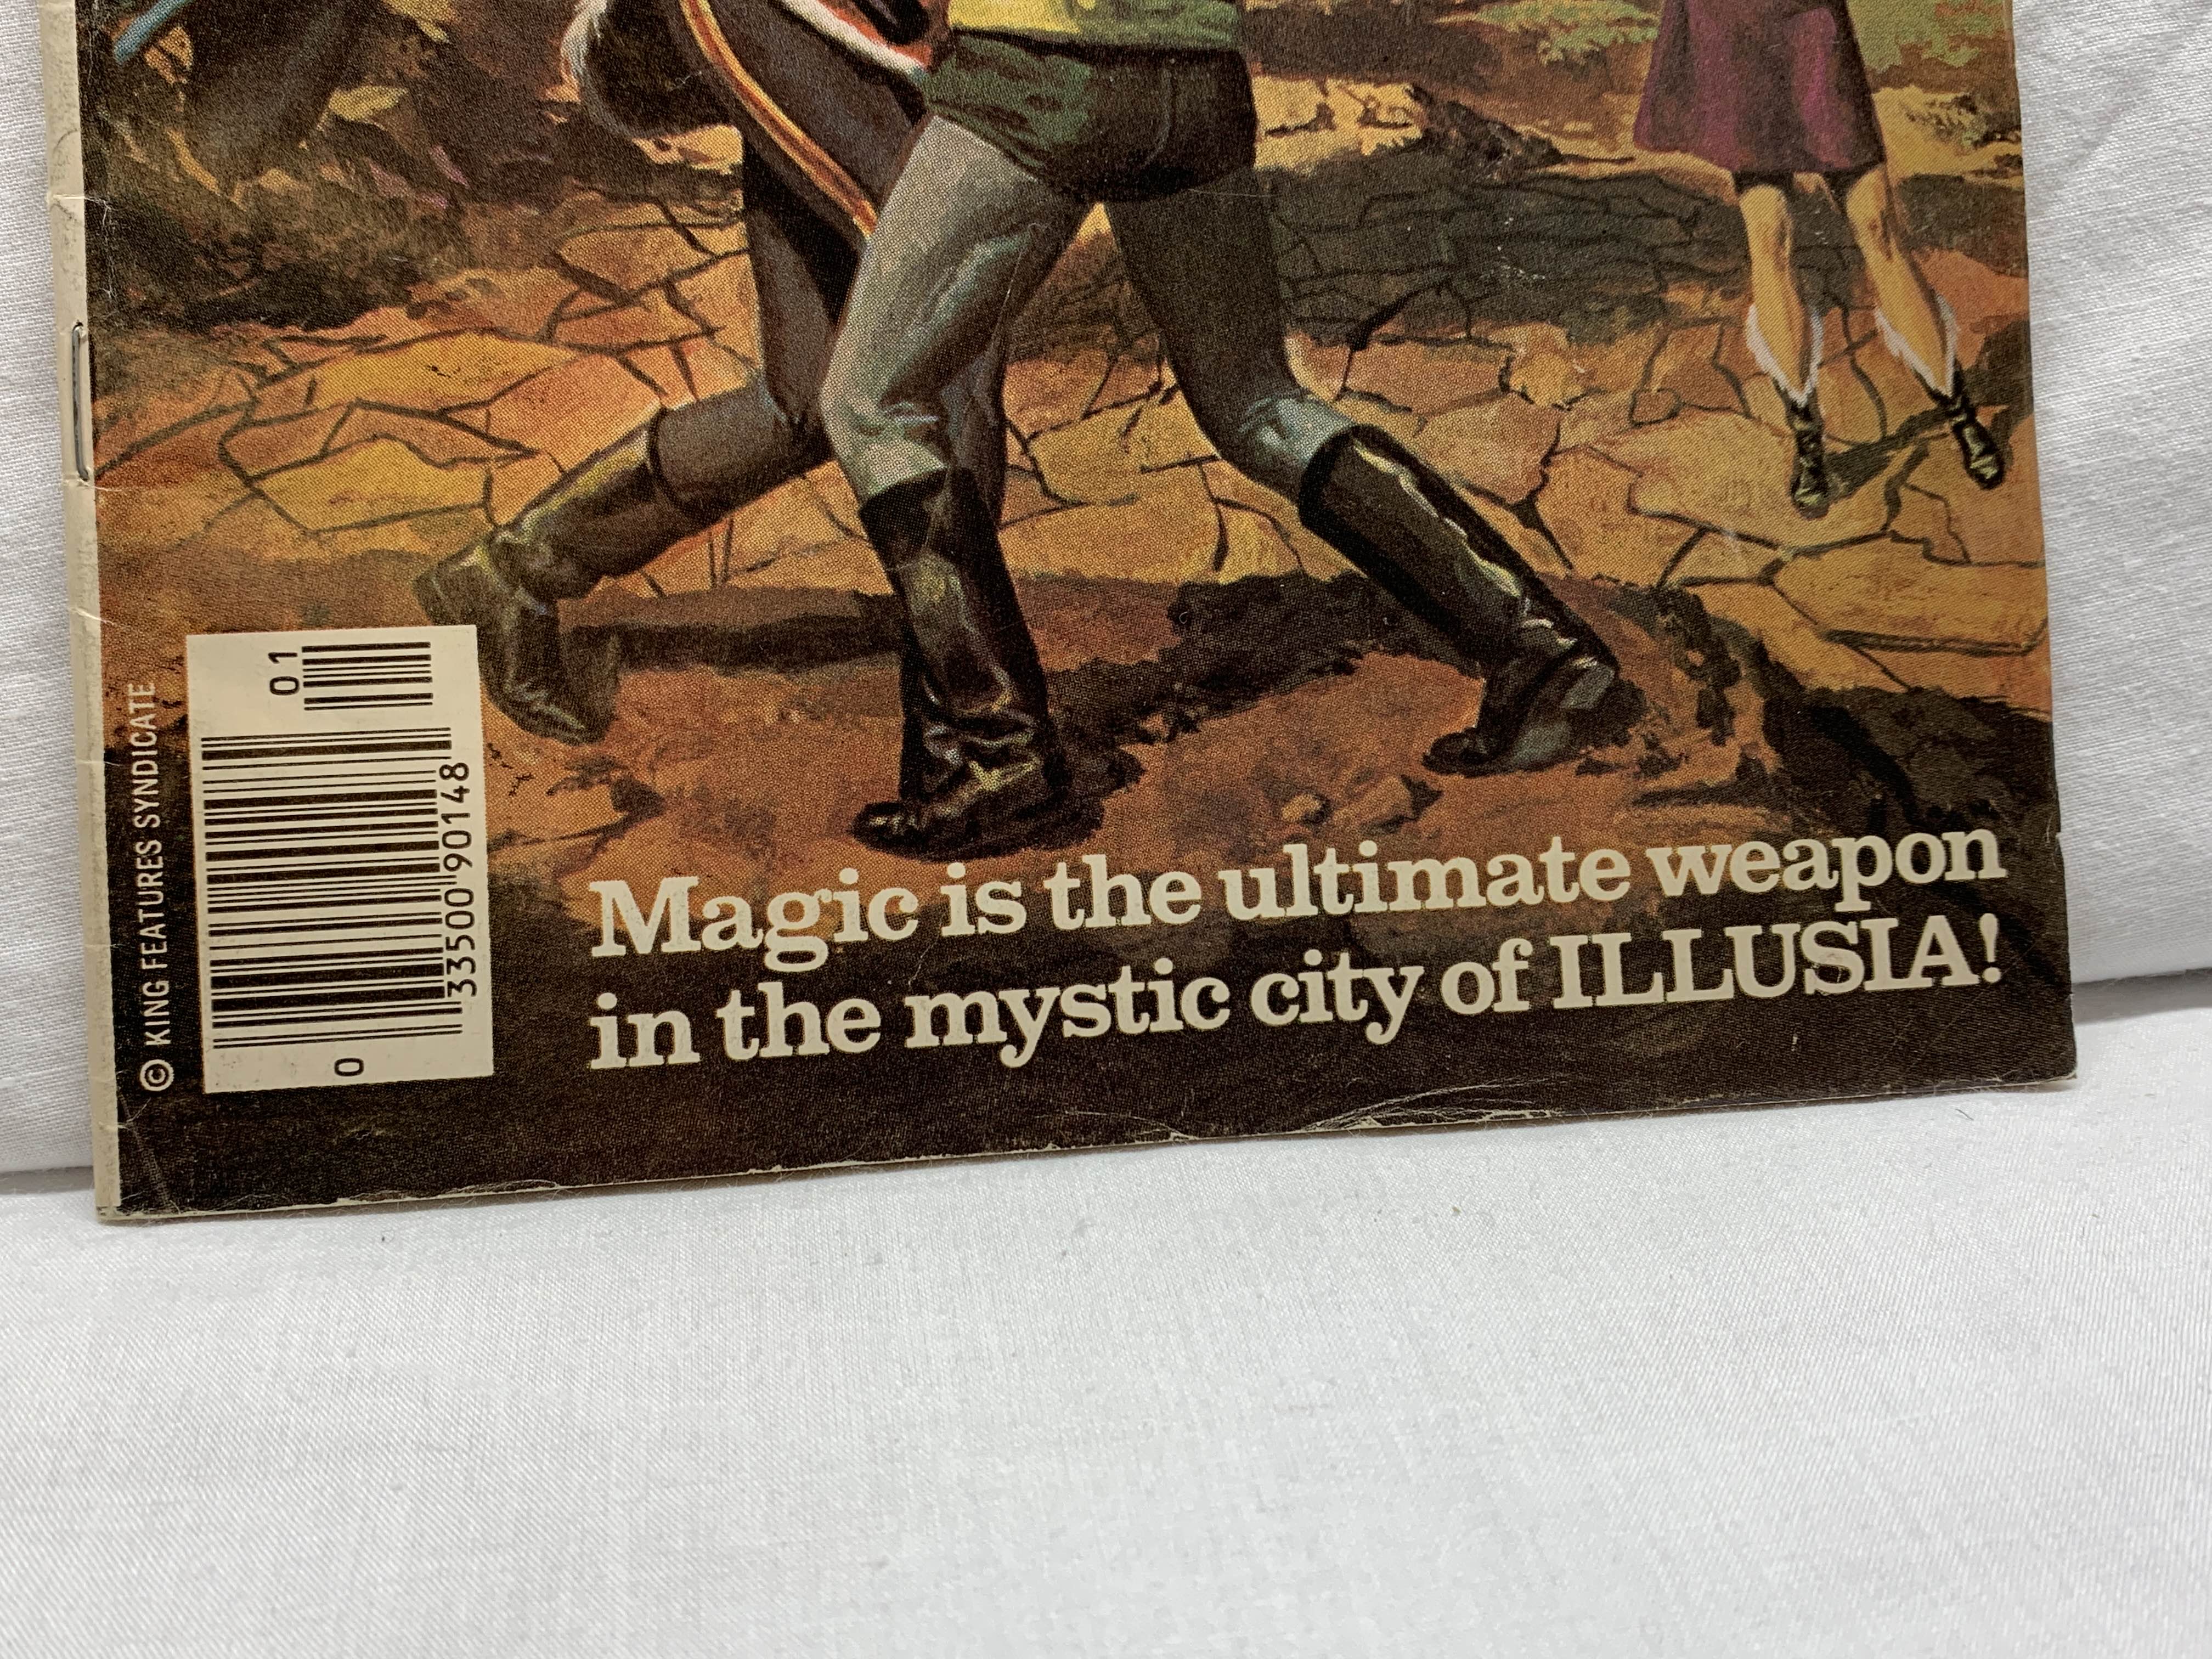 © KING FEATURES SYNDICATE
01
0
33500 90148
Magic is the ultimate weapon
in the mystic city of ILLUSIA!